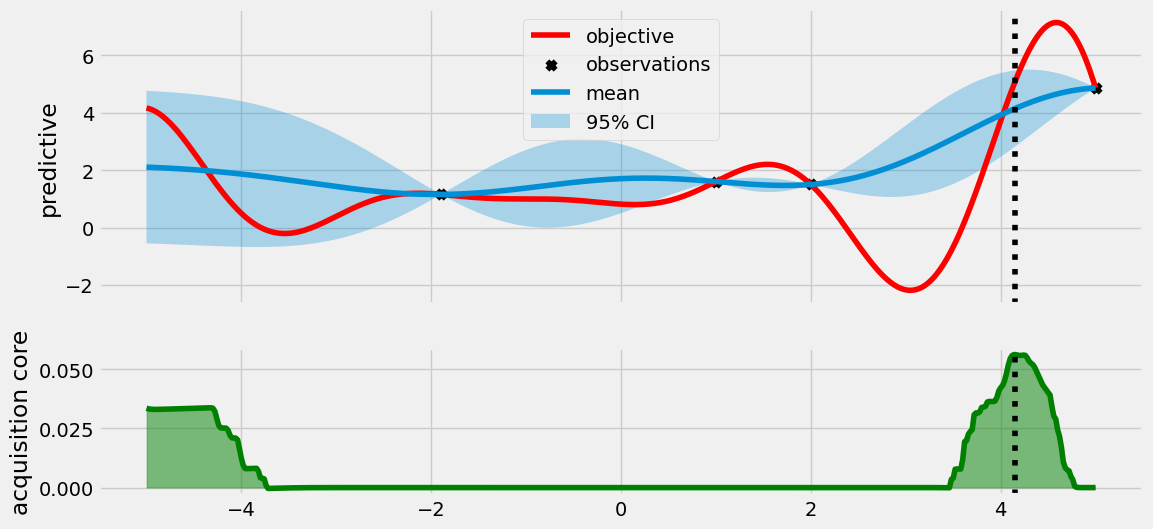 objective
observations
mean
95% CI
predictive
6
4
2
0
−2
acquisition core
0.050
0.025
0.000
−4
−2
0
2
4